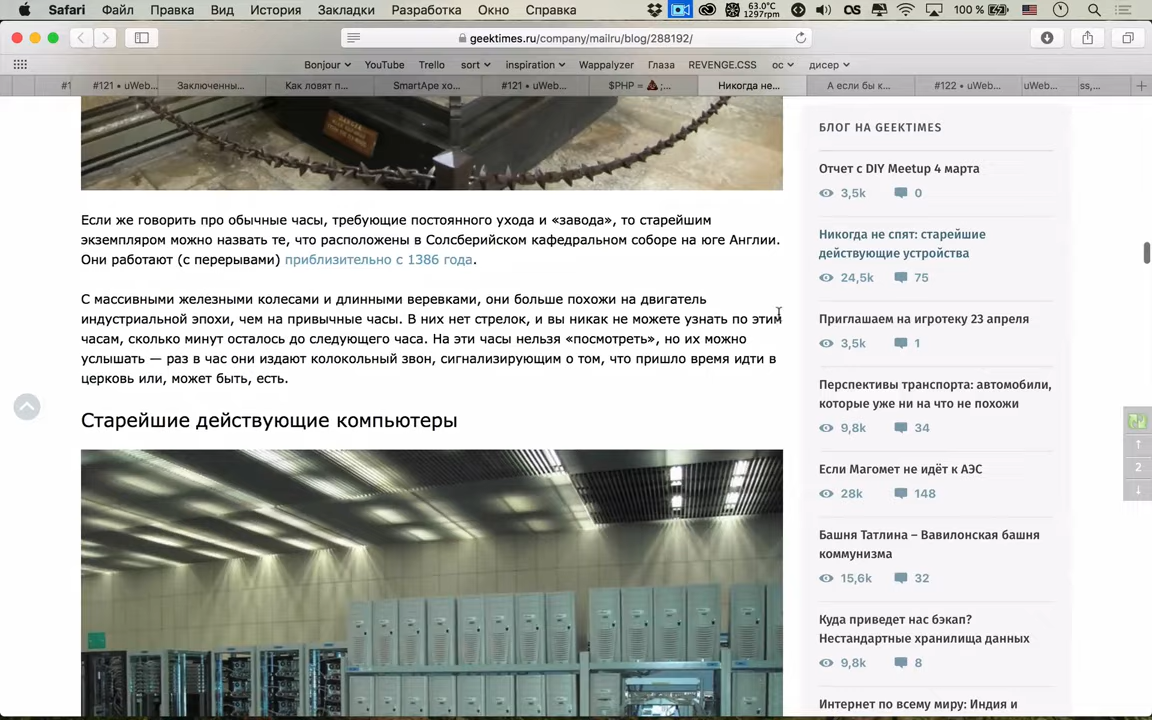 Safari Файл Правка Вид История Закладки Разработка Окно Справка 63.0°C 1297rpm 100 %
geektimes.ru/company/mailru/blog/288192/
Bonjour YouTube Trello sort inspiration Wappalyzer Глаза REVENGE.CSS ос дисер
#1 #121 • uWeb... Заключенны... Как ловят п... SmartApe хо... #121 • uWeb... $PHP = ;... Никогда не... А если бы к... #122 • uWeb... uWeb... ss,...
Если же говорить про обычные часы, требующие постоянного ухода и «завода», то старейшим
экземпляром можно назвать те, что расположены в Солсберийском кафедральном соборе на юге Англии.
Они работают (с перерывами) приблизительно с 1386 года.
С массивными железными колесами и длинными веревками, они больше похожи на двигатель
индустриальной эпохи, чем на привычные часы. В них нет стрелок, и вы никак не можете узнать по этим
часам, сколько минут осталось до следующего часа. На эти часы нельзя «посмотреть», но их можно
услышать — раз в час они издают колокольный звон, сигнализирующим о том, что пришло время идти в
церковь или, может быть, есть.
Старейшие действующие компьютеры
БЛОГ НА GEEKTIMES
Отчет с DIY Meetup 4 марта
3,5k 0
Никогда не спят: старейшие
действующие устройства
24,5k 75
Приглашаем на игротеку 23 апреля
3,5k 1
Перспективы транспорта: автомобили,
которые уже ни на что не похожи
9,8k 34
Если Магомет не идёт к АЭС
28k 148
Башня Татлина – Вавилонская башня
коммунизма
15,6k 32
Куда приведет нас бэкап?
Нестандартные хранилища данных
9,8k 8
Интернет по всему миру: Индия и
2